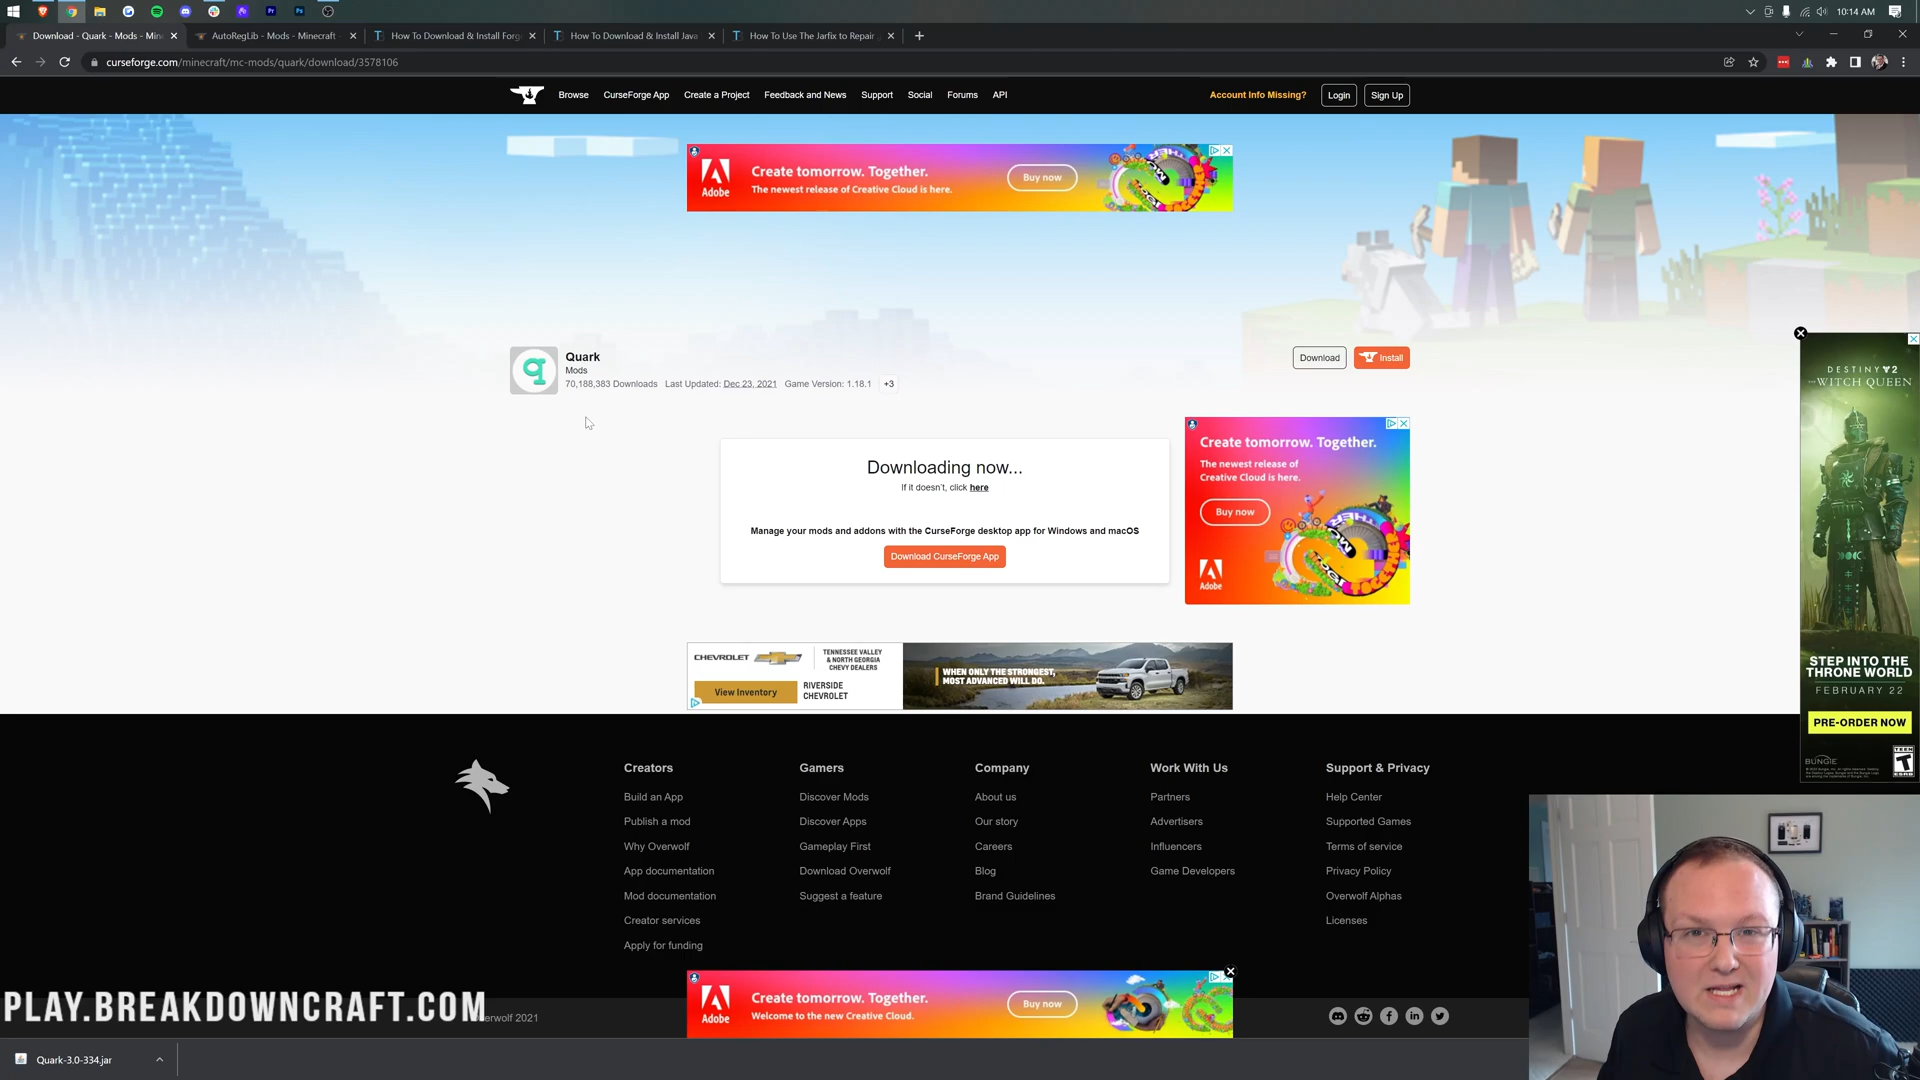 10:14 AM
Download - Quark - Mods - Min
AutoRegLib - Mods - Minecraft
How To Download & Install Forg
How To Download & Install Java
How To Use The Jarfix to Repair
curseforge.com/minecraft/mc-mods/quark/download/3578106
Browse
CurseForge App
Create a Project
Feedback and News
Support
Social
Forums
API
Account Info Missing?
Login
Sign Up
Adobe
Create tomorrow. Together.
The newest release of Creative Cloud is here.
Buy now
Quark
Mods
70,188,383 Downloads Last Updated: Dec 23, 2021 Game Version: 1.18.1 +3
Download
Install
Downloading now...
If it doesn't, click here
Manage your mods and addons with the CurseForge desktop app for Windows and macOS
Download CurseForge App
Create tomorrow. Together.
The newest release of
Creative Cloud is here.
Buy now
Adobe
DESTINY 2
THE WITCH QUEEN
STEP INTO THE
THRONE WORLD
FEBRUARY 22
PRE-ORDER NOW
BUNGIE
TEEN
T
ESRB
CHEVROLET
TENNESSEE VALLEY
& NORTH GEORGIA
CHEVY DEALERS
View Inventory
RIVERSIDE
CHEVROLET
WHEN ONLY THE STRONGEST,
MOST ADVANCED WILL DO.
Creators
Build an App
Publish a mod
Why Overwolf
App documentation
Mod documentation
Creator services
Apply for funding
Gamers
Discover Mods
Discover Apps
Gameplay First
Download Overwolf
Suggest a feature
Company
About us
Our story
Careers
Blog
Brand Guidelines
Work With Us
Partners
Advertisers
Influencers
Game Developers
Support & Privacy
Help Center
Supported Games
Terms of service
Privacy Policy
Overwolf Alphas
Licenses
PLAY.BREAKDOWNCRAFT.COM
erwolf 2021
Adobe
Create tomorrow. Together.
Welcome to the new Creative Cloud.
Buy now
Quark-3.0-334.jar